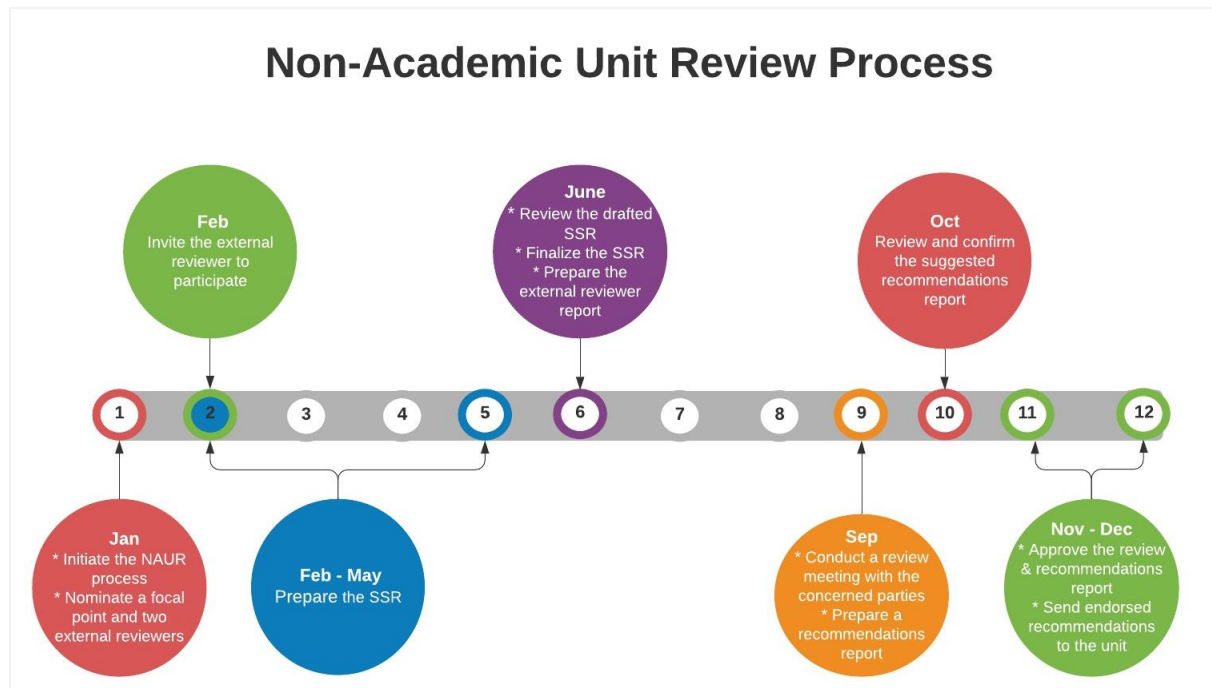 Non-Academic Unit Review Process
Feb
Invite the external
reviewer to
participate
June
* Review the drafted
SSR
* Finalize the SSR
* Prepare the
external reviewer
report
Oct
Review and confirm
the suggested
recommendations
report
1
2
3
4
5
6
7
8
9
10
11
12
Jan
* Initiate the NAUR
process
* Nominate a focal
point and two
external reviewers
Feb - May
Prepare the SSR
Sep
* Conduct a review
meeting with the
concerned parties
* Prepare a
recommendations
report
Nov - Dec
* Approve the review
& recommendations
report
* Send endorsed
recommendations
to the unit